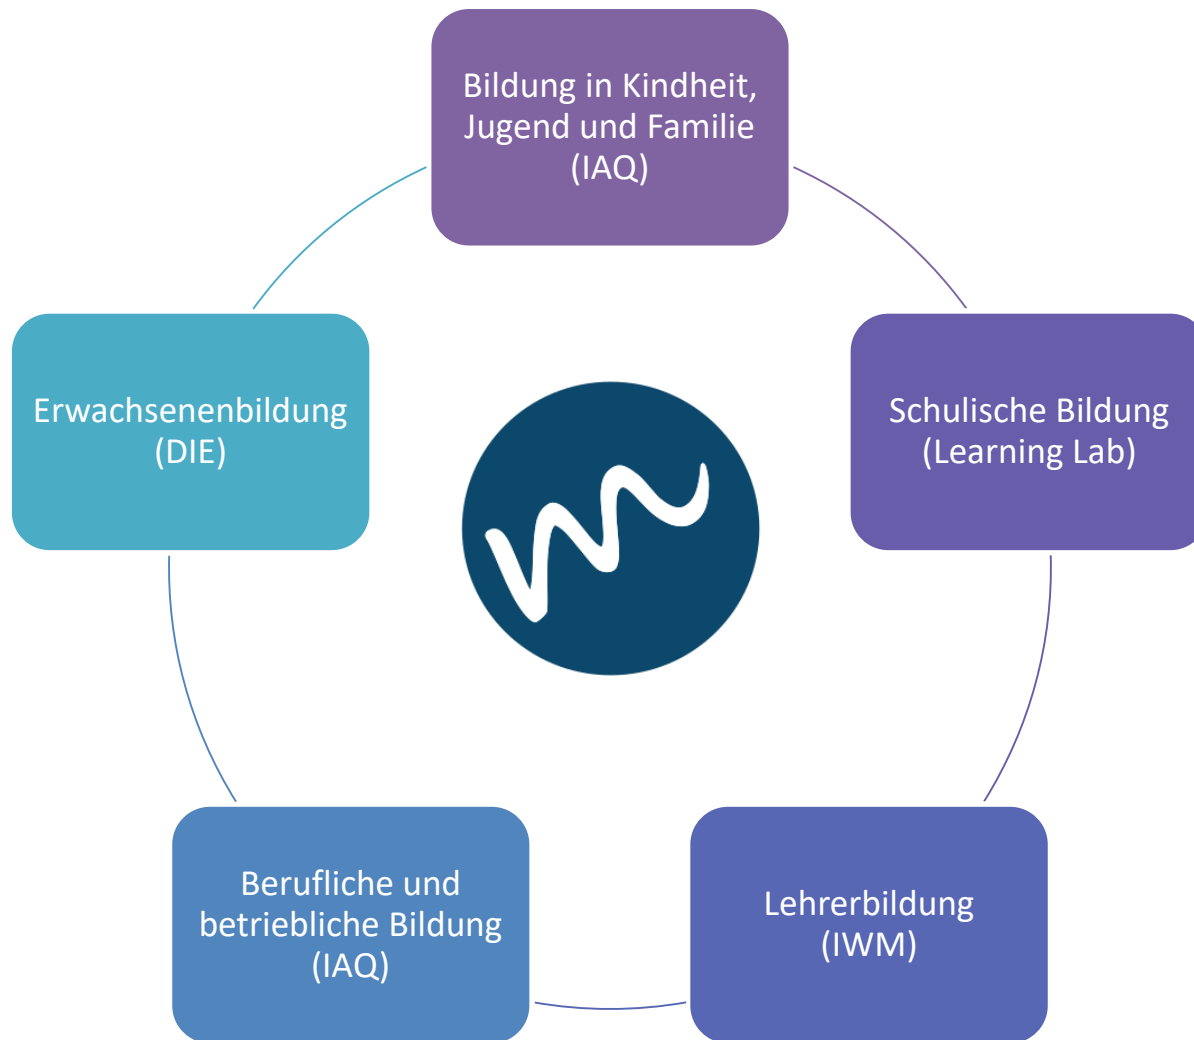 Bildung in Kindheit,
Jugend und Familie
(IAQ)
Schulische Bildung
(Learning Lab)
Lehrerbildung
(IWM)
Berufliche und
betriebliche Bildung
(IAQ)
Erwachsenenbildung
(DIE)